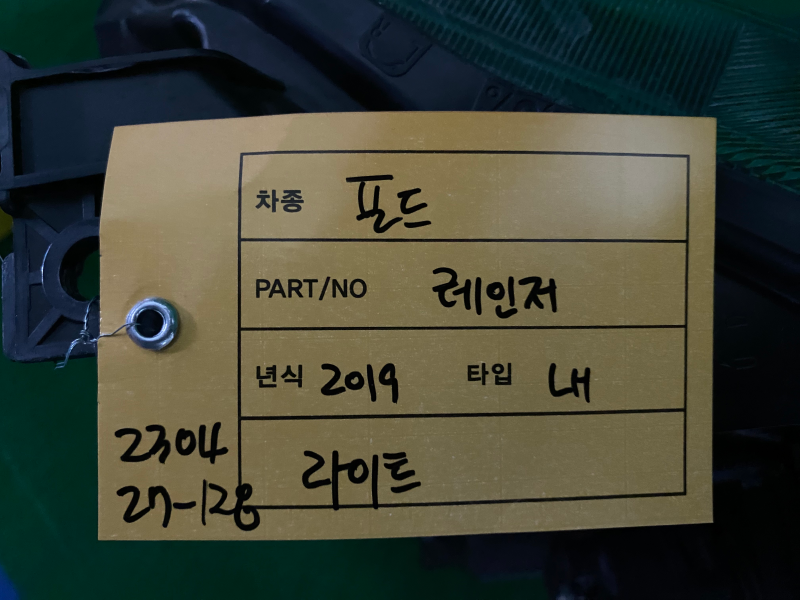 차종 포드
PART/NO 레인저
년식 2019 타입 내
라이트
2304
27-128